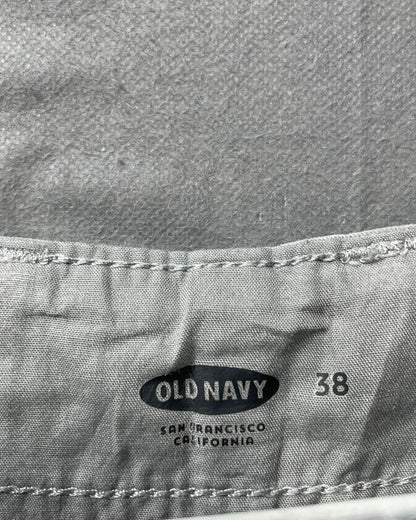 OLD NAVY
38
SAN FRANCISCO
CALIFORNIA